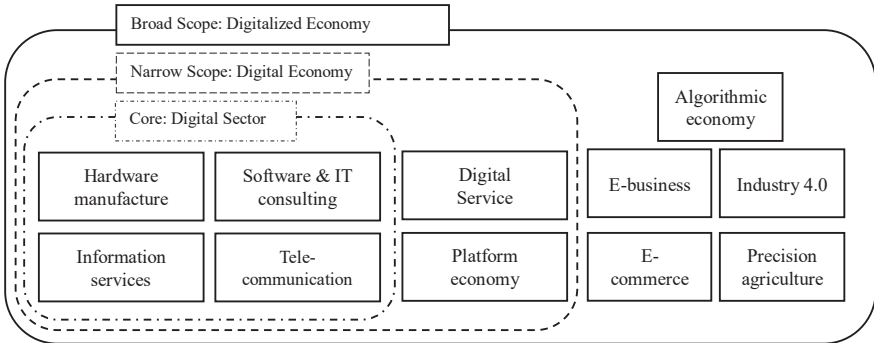 Broad Scope: Digitalized Economy
Narrow Scope: Digital Economy
Core: Digital Sector
Algorithmic
economy
Hardware
manufacture
Software & IT
consulting
Digital
Service
E-business
Industry 4.0
Information
services
Tele-
communication
Platform
economy
E-
commerce
Precision
agriculture